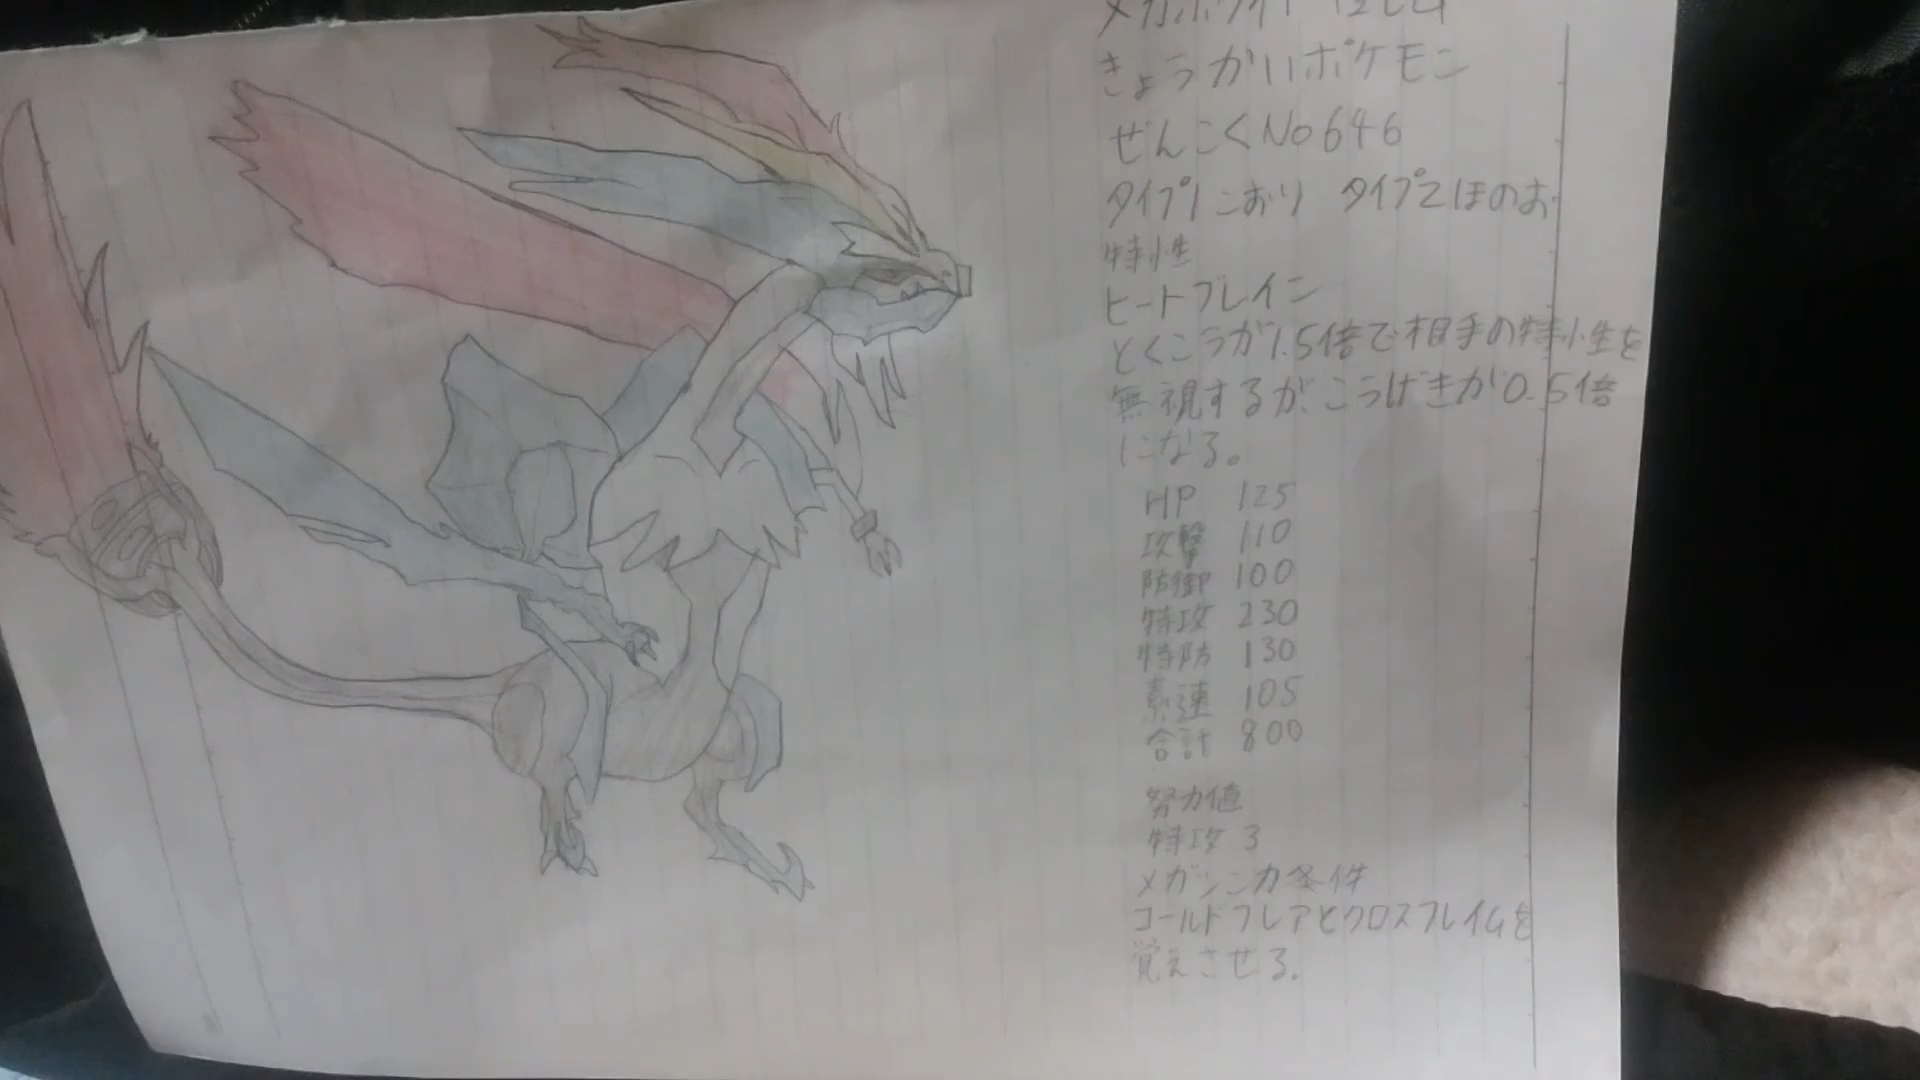 メガホワイトキュレム
きょうかいポケモン
ぜんこくNo646
タイプ1こおり タイプ2ほのお
特性
ヒートブレイン
とくこうが1.5倍で相手の特性を
無視するが、こうげきが0.5倍
になる。
HP 125
攻撃 110
防御 100
特攻 230
特防 130
素速 105
合計 800
努力値
特攻 3
メガシンカ条件
コールドフレアとクロスフレイムを
覚えさせる.